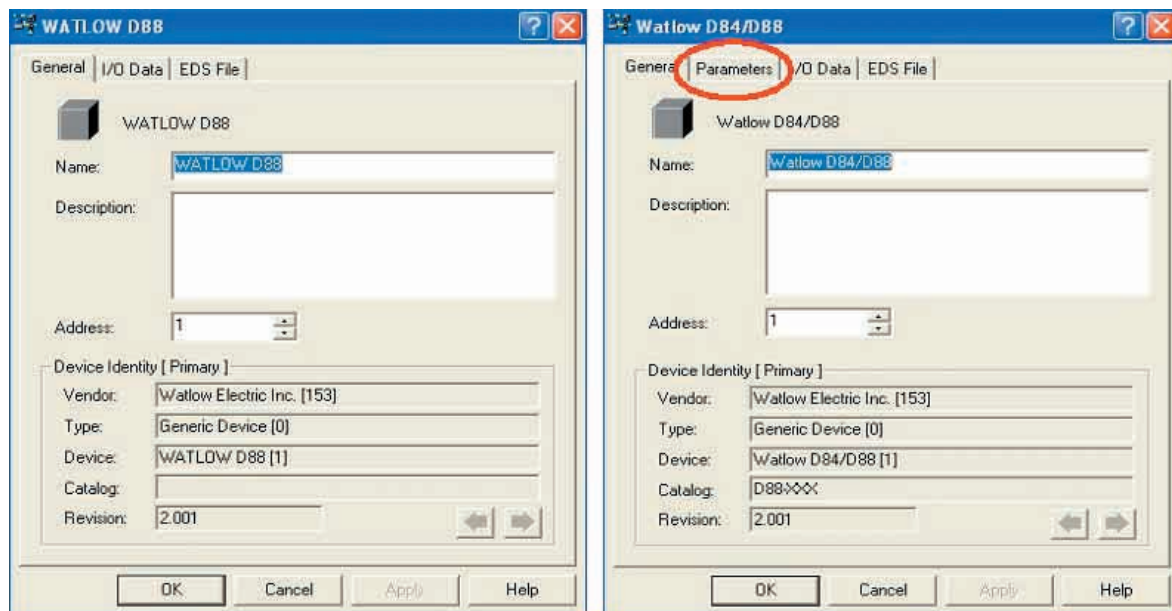 WATLOW D88
General I/O Data EDS File
WATLOW D88
Name: WATLOW D88
Description:
Address: 1
Device Identity [ Primary ]
Vendor: Watlow Electric Inc. [153]
Type: Generic Device [0]
Device: WATLOW D88 [1]
Catalog:
Revision: 2.001
OK Cancel Apply Help
Watlow D84/D88
General Parameters I/O Data EDS File
Watlow D84/D88
Name: Watlow D84/D88
Description:
Address: 1
Device Identity [ Primary ]
Vendor: Watlow Electric Inc. [153]
Type: Generic Device [0]
Device: Watlow D84/D88 [1]
Catalog: D88-XXX
Revision: 2.001
OK Cancel Apply Help